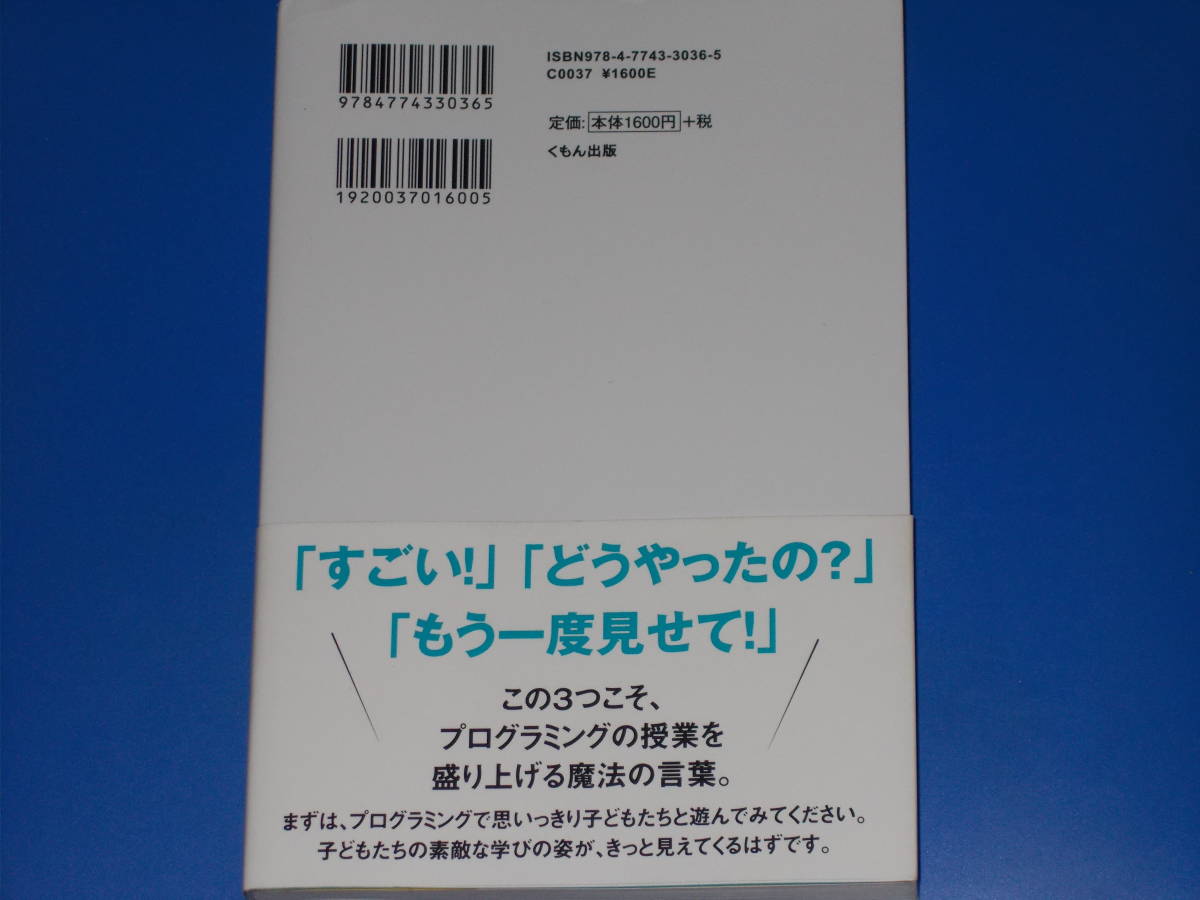 ISBN978-4-7743-3036-5
C0037 ¥1600E
9784774330365
定価:本体1600円+税
くもん出版
1920037016005
「すごい!」「どうやったの?」
「もう一度見せて!」
この3つこそ、
プログラミングの授業を
盛り上げる魔法の言葉。
まずは、プログラミングで思いっきり子どもたちと遊んでみてください。
子どもたちの素敵な学びの姿が、きっと見えてくるはずです。